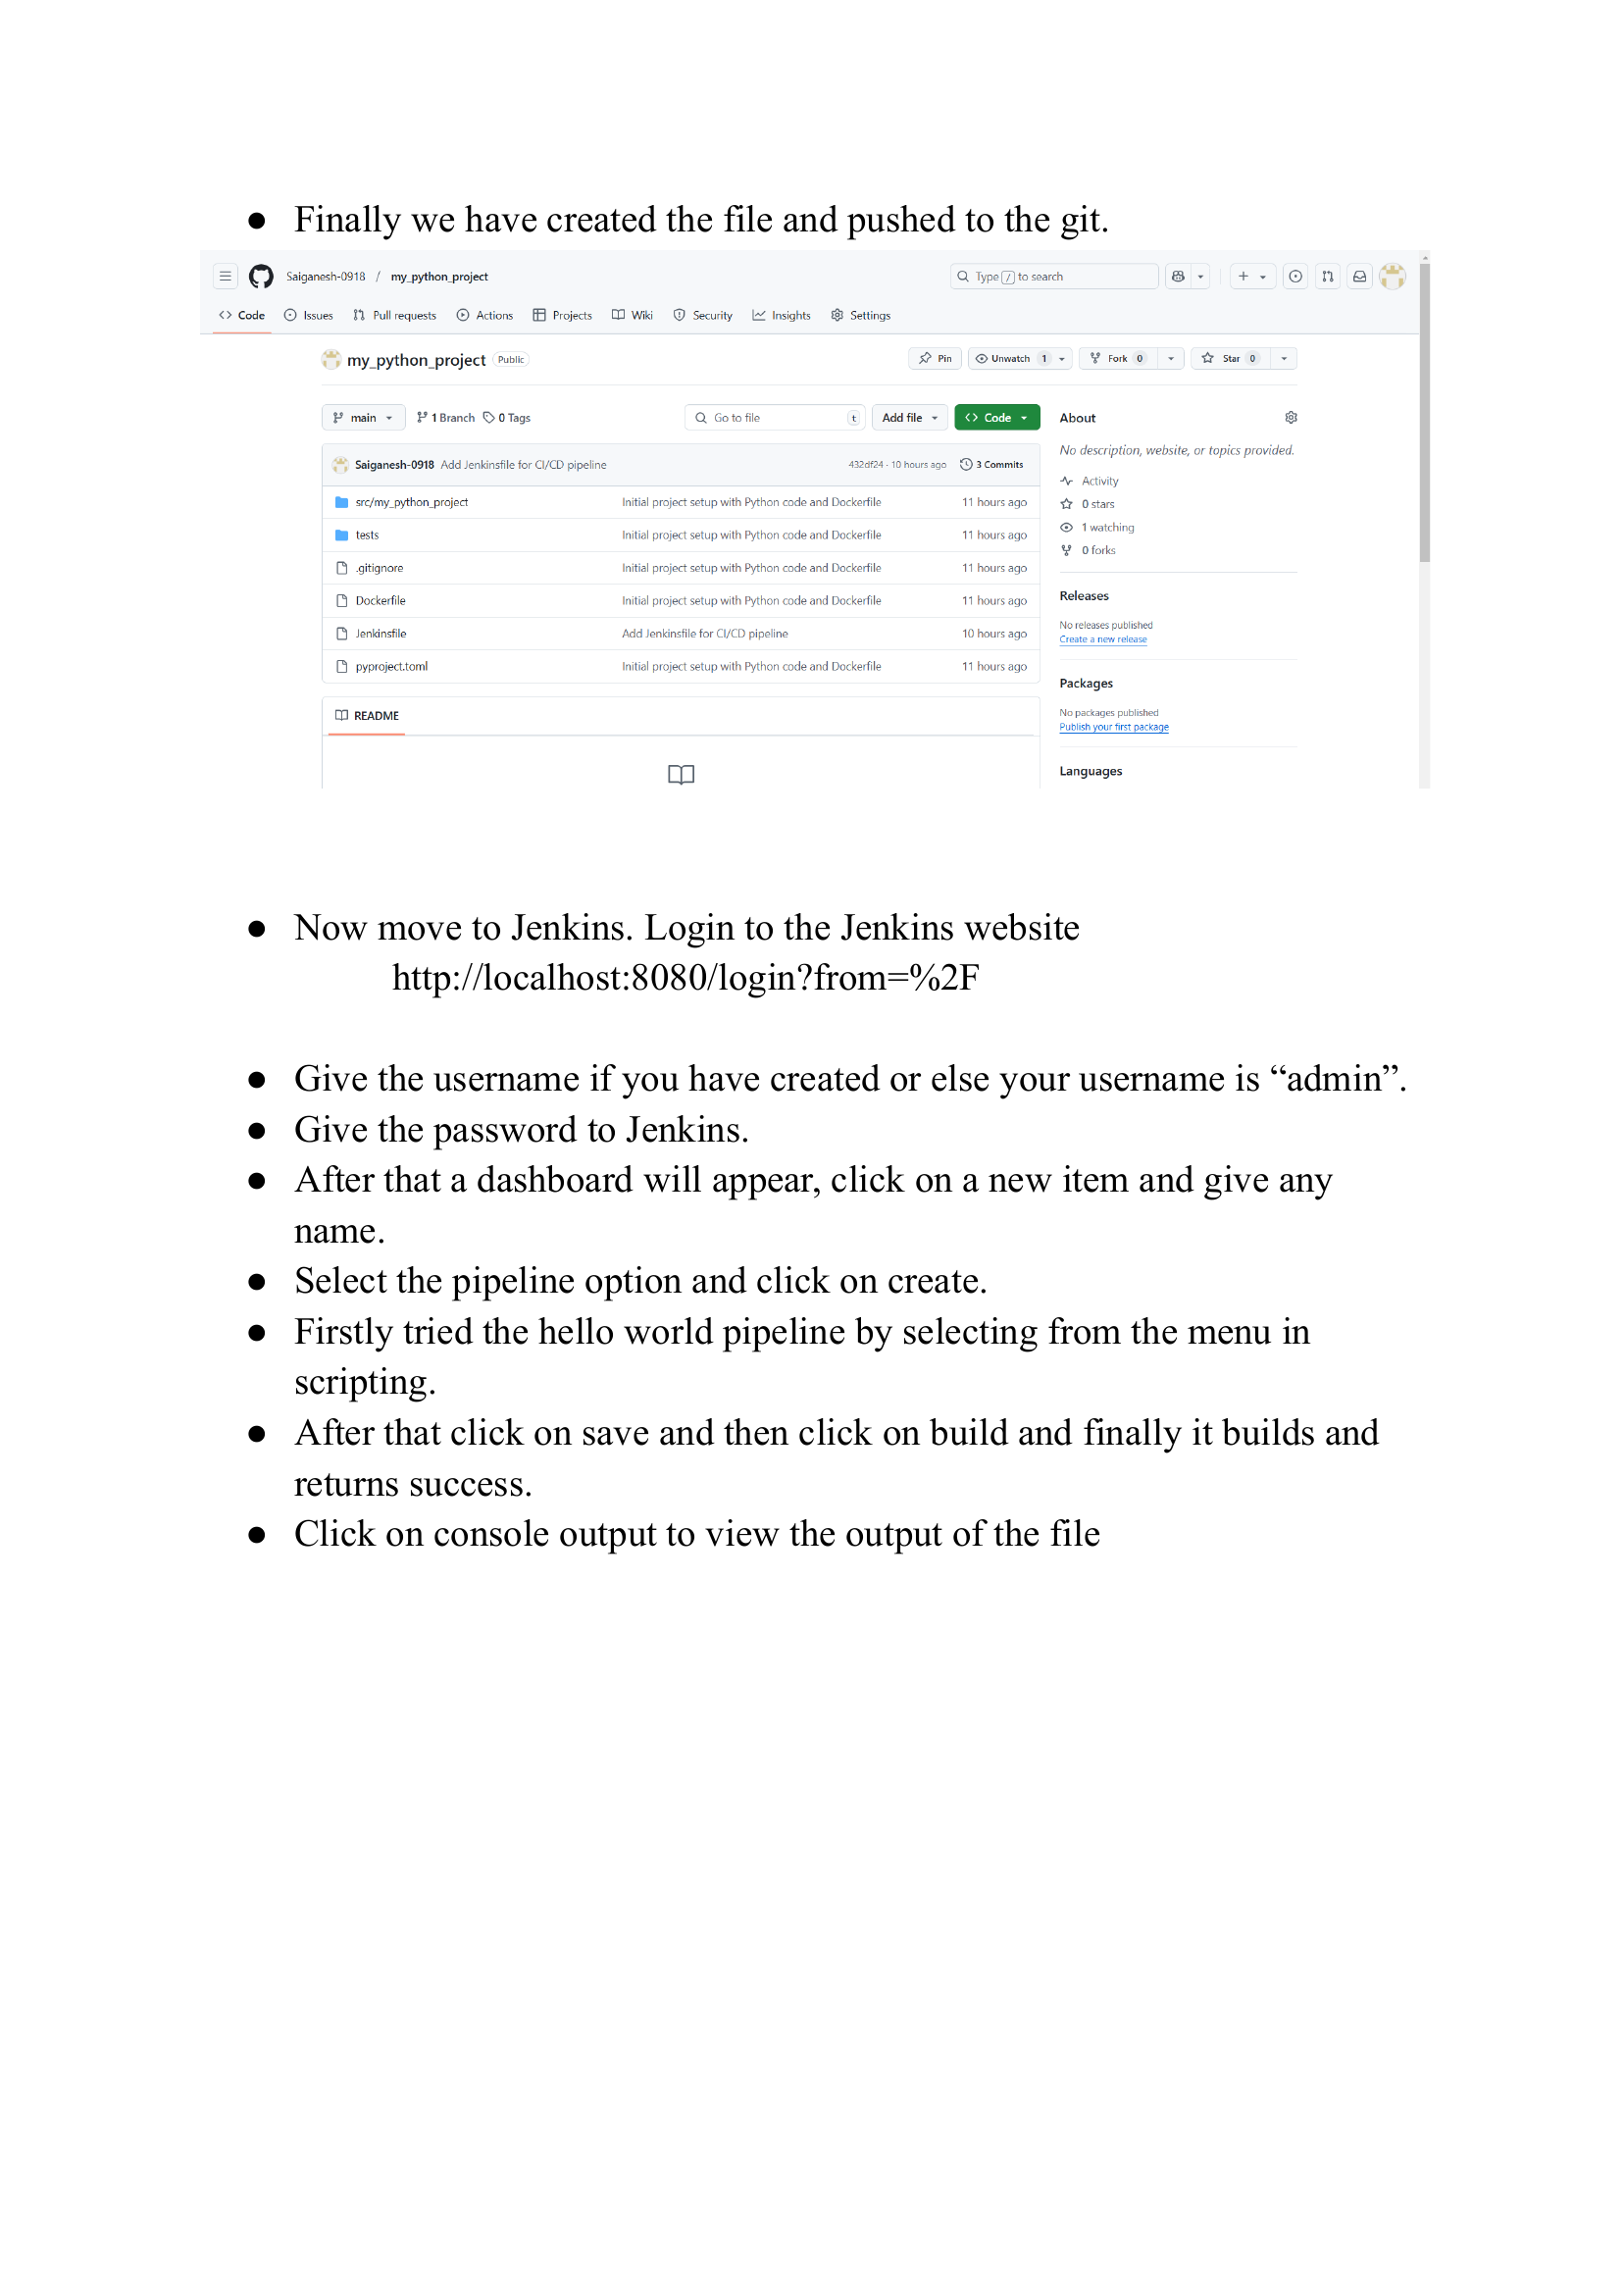 ● Finally we have created the file and pushed to the git.
Saiganesh-0918 / my_python_project Type / to search
Code Issues Pull requests Actions Projects Wiki Security Insights Settings
my_python_project Public Pin Unwatch 1 Fork 0 Star 0
main 1 Branch 0 Tags Go to file t Add file Code
Saiganesh-0918 Add Jenkinsfile for CI/CD pipeline 432df24 · 10 hours ago 3 Commits
src/my_python_project Initial project setup with Python code and Dockerfile 11 hours ago
tests Initial project setup with Python code and Dockerfile 11 hours ago
.gitignore Initial project setup with Python code and Dockerfile 11 hours ago
Dockerfile Initial project setup with Python code and Dockerfile 11 hours ago
Jenkinsfile Add Jenkinsfile for CI/CD pipeline 10 hours ago
pyproject.toml Initial project setup with Python code and Dockerfile 11 hours ago
README
About
No description, website, or topics provided.
Activity
0 stars
1 watching
0 forks
Releases
No releases published
Create a new release
Packages
No packages published
Publish your first package
Languages
● Now move to Jenkins. Login to the Jenkins website
http://localhost:8080/login?from=%2F
● Give the username if you have created or else your username is “admin”.
● Give the password to Jenkins.
● After that a dashboard will appear, click on a new item and give any
name.
● Select the pipeline option and click on create.
● Firstly tried the hello world pipeline by selecting from the menu in
scripting.
● After that click on save and then click on build and finally it builds and
returns success.
● Click on console output to view the output of the file